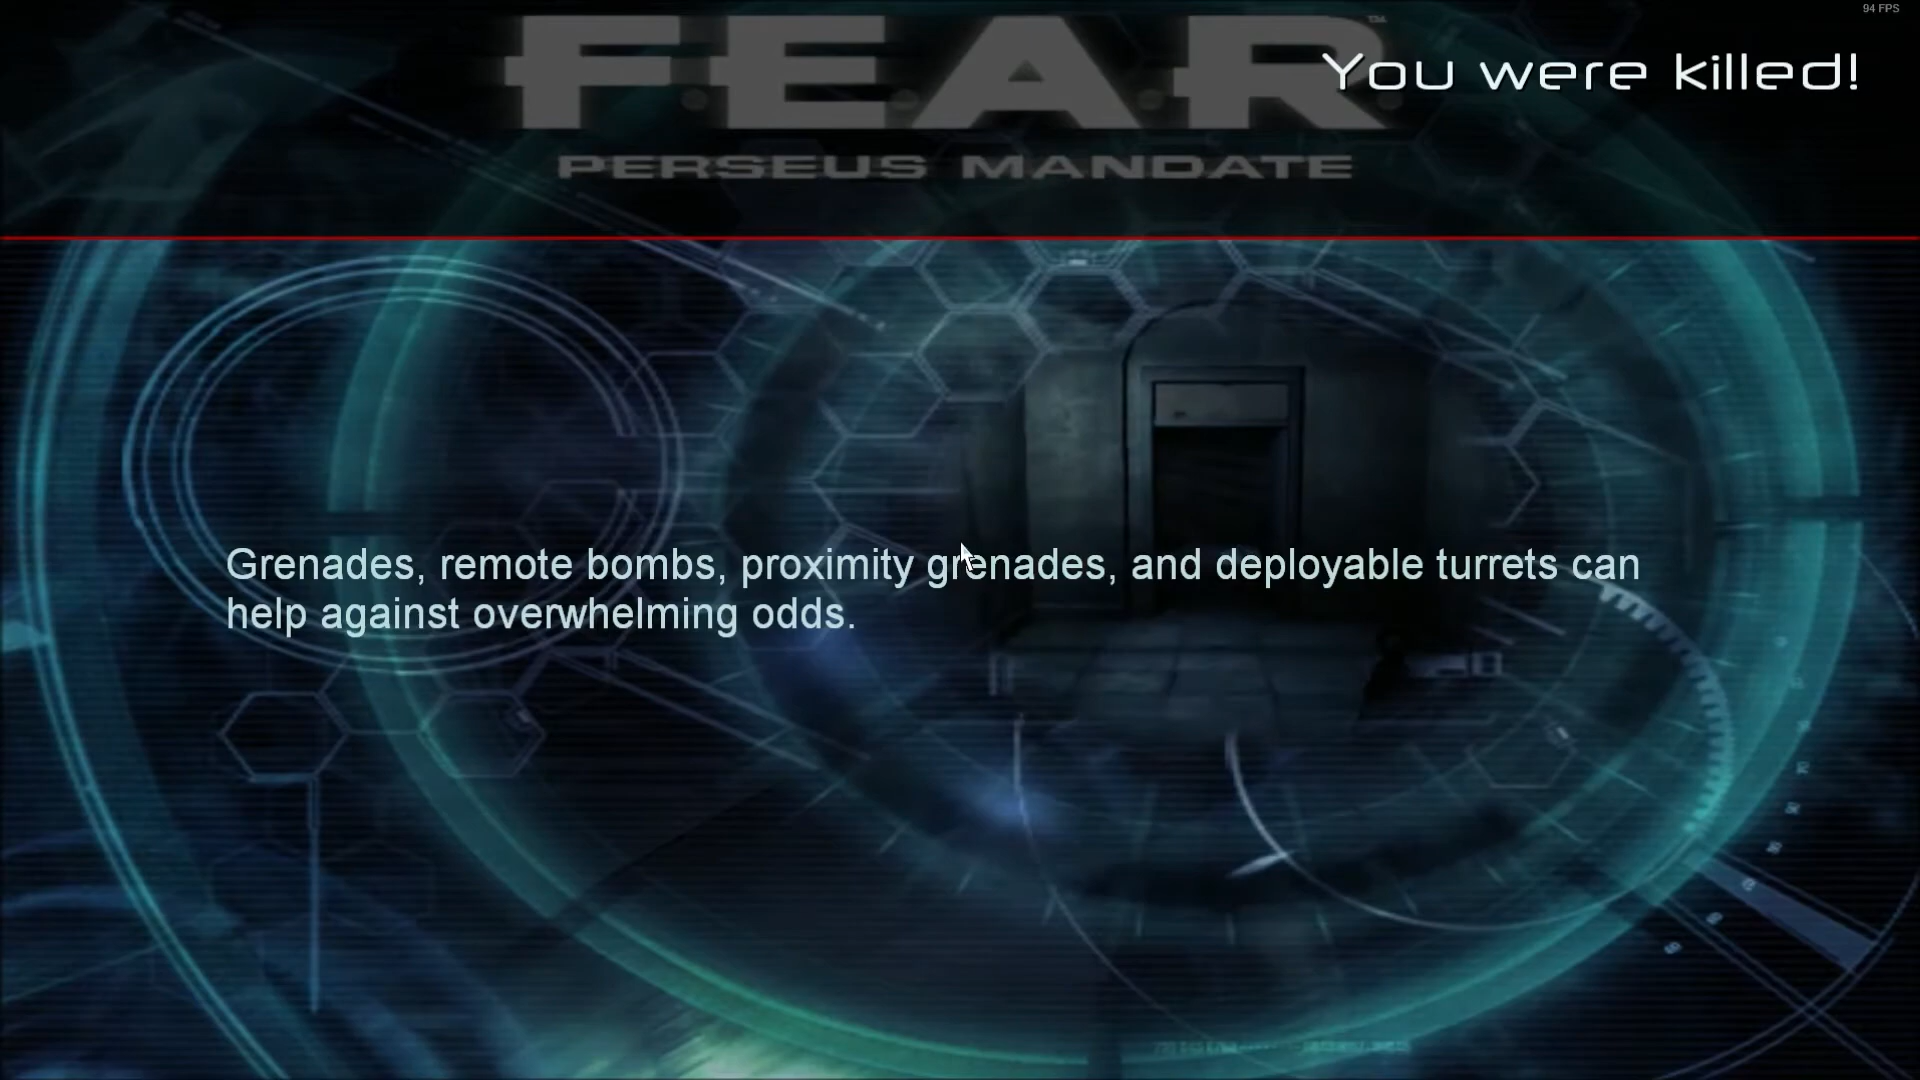 94 FPS
F.E.A.R.
TM
You were killed!
PERSEUS MANDATE
Grenades, remote bombs, proximity grenades, and deployable turrets can
help against overwhelming odds.